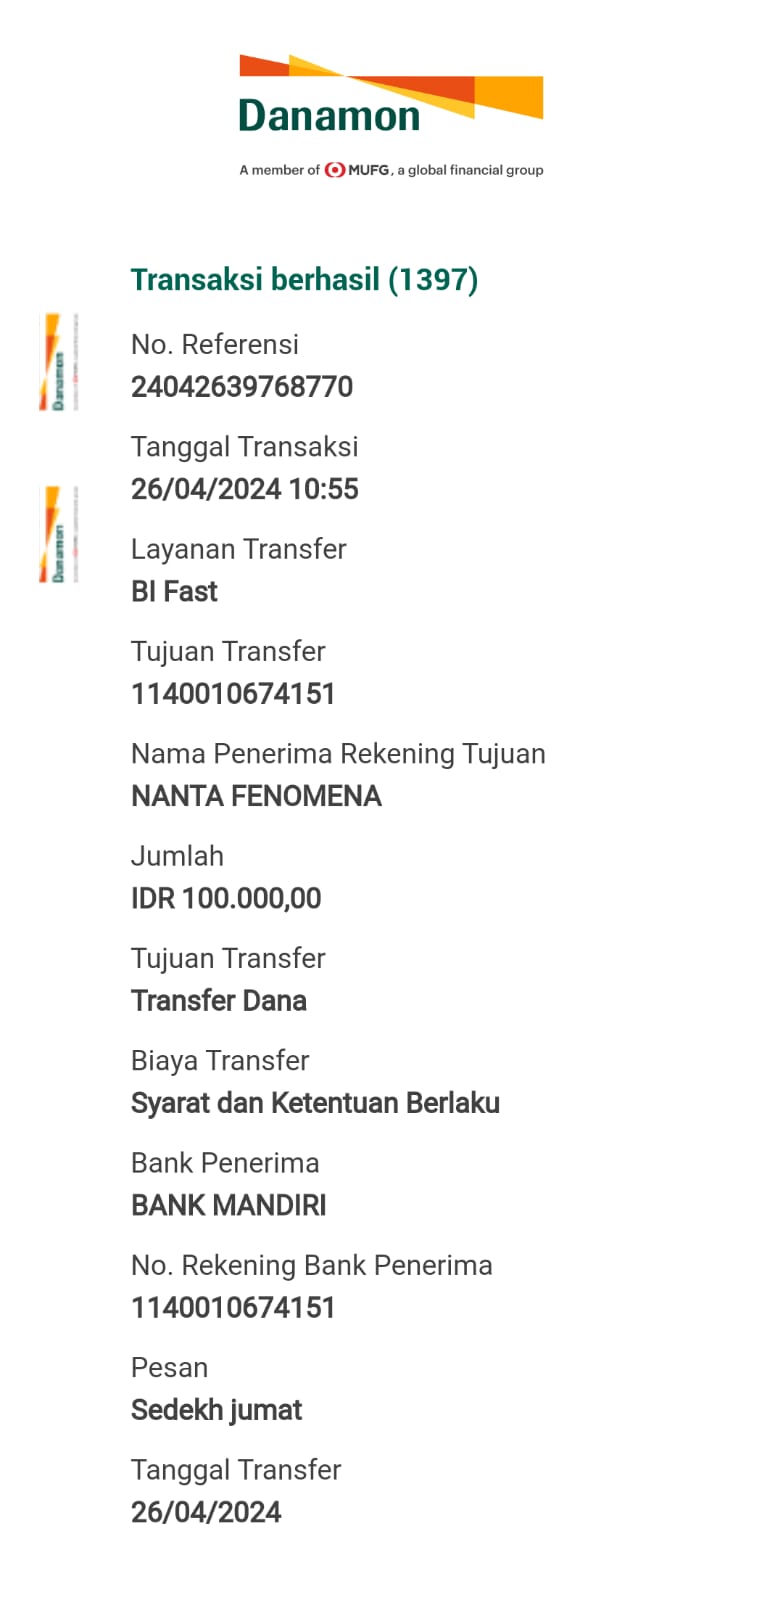 Danamon
A member of MUFG, a global financial group
Transaksi berhasil (1397)
No. Referensi
24042639768770
Tanggal Transaksi
26/04/2024 10:55
Layanan Transfer
BI Fast
Tujuan Transfer
1140010674151
Nama Penerima Rekening Tujuan
NANTA FENOMENA
Jumlah
IDR 100.000,00
Tujuan Transfer
Transfer Dana
Biaya Transfer
Syarat dan Ketentuan Berlaku
Bank Penerima
BANK MANDIRI
No. Rekening Bank Penerima
1140010674151
Pesan
Sedekh jumat
Tanggal Transfer
26/04/2024
Danamon
Danamon